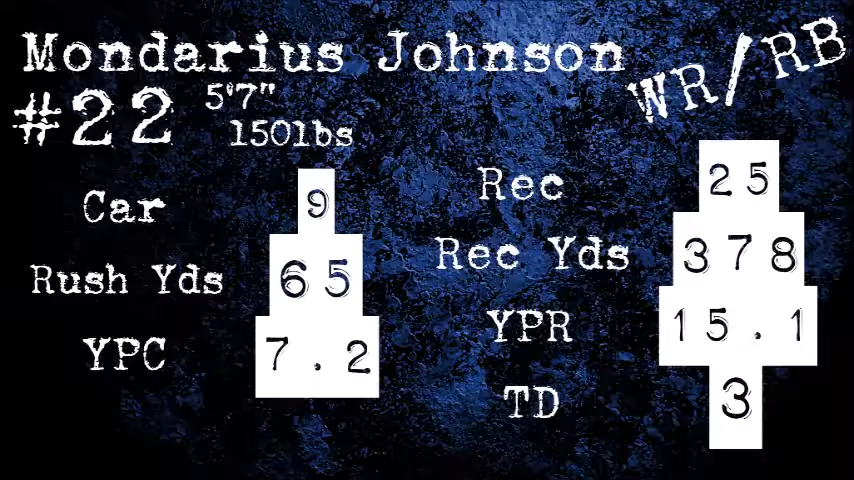 Mondarius Johnson
WR/RB
#22
5'7"
150lbs
Car 9
Rush Yds 65
YPC 7.2
Rec 25
Rec Yds 378
YPR 15.1
TD 3